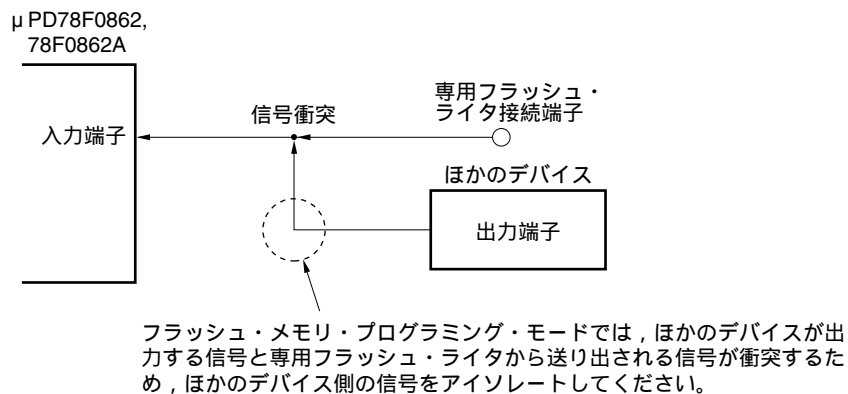 μ PD78F0862,
78F0862A
信号衝突
専用フラッシュ・
ライタ接続端子
入力端子
ほかのデバイス
出力端子
フラッシュ・メモリ・プログラミング・モードでは，ほかのデバイスが出
力する信号と専用フラッシュ・ライタから送り出される信号が衝突するた
め，ほかのデバイス側の信号をアイソレートしてください。